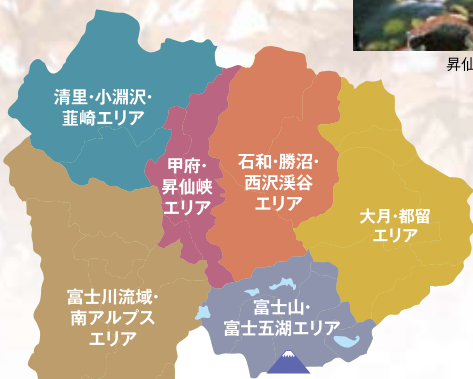 昇仙
清里・小淵沢・
韮崎エリア
甲府・
昇仙峡
エリア
石和・勝沼・
西沢渓谷
エリア
大月・都留
エリア
富士川流域・
南アルプス
エリア
富士山・
富士五湖エリア